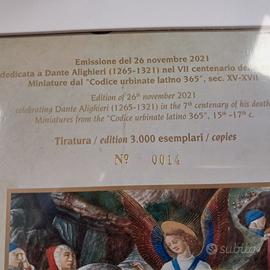 Emissione del 26 novembre 2021
dedicata a Dante Alighieri (1265-1321) nel VII centenario de
Miniature dal "Codice urbinate latino 365", sec. XV-XVII
Edition of 26th november 2021
celebrating Dante Alighieri (1265-1321) in the 7th centenary of his death
Miniatures from the "Codice urbinate latino 365", 15th -17th c.
Tiratura / edition 3.000 esemplari / copies
No 0014
subito